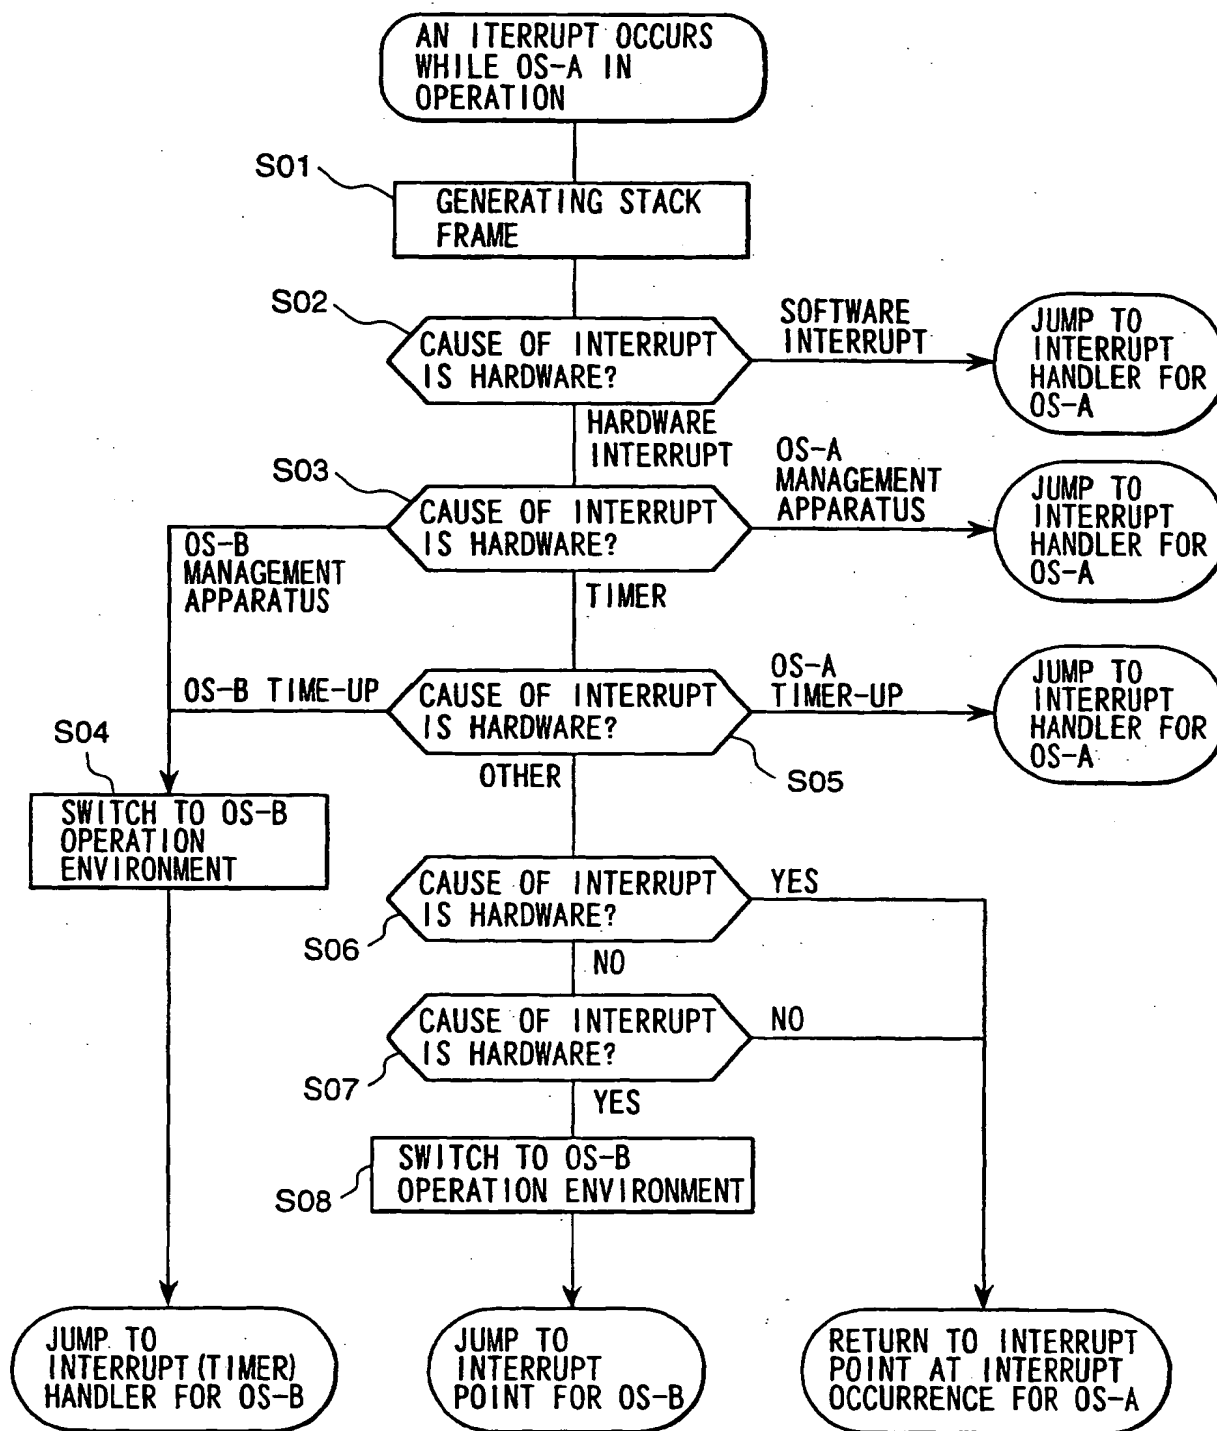 AN ITERRUPT OCCURS
WHILE OS-A IN
OPERATION
S01
GENERATING STACK
FRAME
S02
CAUSE OF INTERRUPT
IS HARDWARE?
SOFTWARE
INTERRUPT
JUMP TO
INTERRUPT
HANDLER FOR
OS-A
HARDWARE
INTERRUPT
S03
CAUSE OF INTERRUPT
IS HARDWARE?
OS-A
MANAGEMENT
APPARATUS
JUMP TO
INTERRUPT
HANDLER FOR
OS-A
OS-B
MANAGEMENT
APPARATUS
TIMER
OS-B TIME-UP
CAUSE OF INTERRUPT
IS HARDWARE?
OS-A
TIMER-UP
JUMP TO
INTERRUPT
HANDLER FOR
OS-A
S04
OTHER
S05
SWITCH TO OS-B
OPERATION
ENVIRONMENT
CAUSE OF INTERRUPT
IS HARDWARE?
YES
S06
NO
CAUSE OF INTERRUPT
IS HARDWARE?
NO
S07
YES
SWITCH TO OS-B
OPERATION ENVIRONMENT
S08
JUMP TO
INTERRUPT(TIMER)
HANDLER FOR OS-B
JUMP TO
INTERRUPT
POINT FOR OS-B
RETURN TO INTERRUPT
POINT AT INTERRUPT
OCCURRENCE FOR OS-A